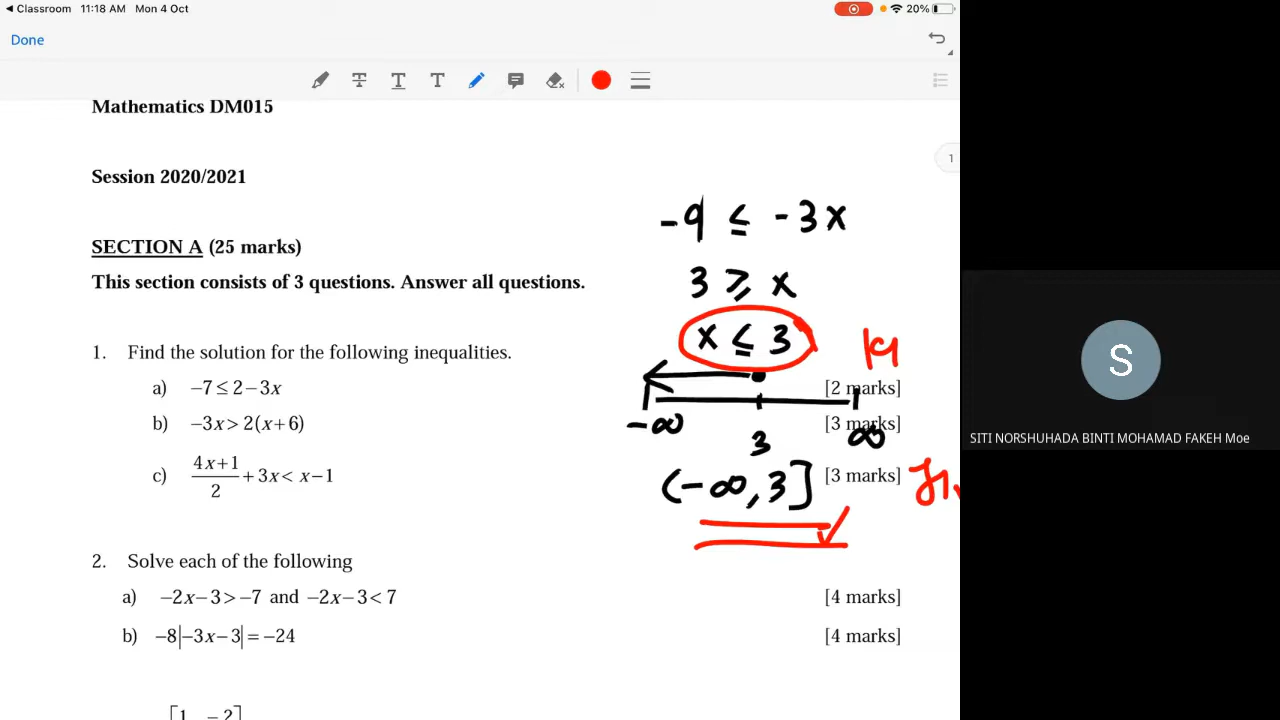 Classroom 11:18 AM Mon 4 Oct 20%
Done
T T T
1
Mathematics DM015
Session 2020/2021
SECTION A (25 marks)
This section consists of 3 questions. Answer all questions.
1. Find the solution for the following inequalities.
a) −7 ≤ 2 − 3x [2 marks]
b) −3x > 2(x + 6) [3 marks]
c) (4x+1)/2 + 3x < x − 1 [3 marks]
2. Solve each of the following
a) −2x − 3 > −7 and −2x − 3 < 7 [4 marks]
b) −8|−3x − 3| = −24 [4 marks]
[1 −2]
-9 ≤ -3x
3 ≥ x
x ≤ 3
-∞ 3 ∞
(-∞, 3]
S
SITI NORSHUHADA BINTI MOHAMAD FAKEH Moe